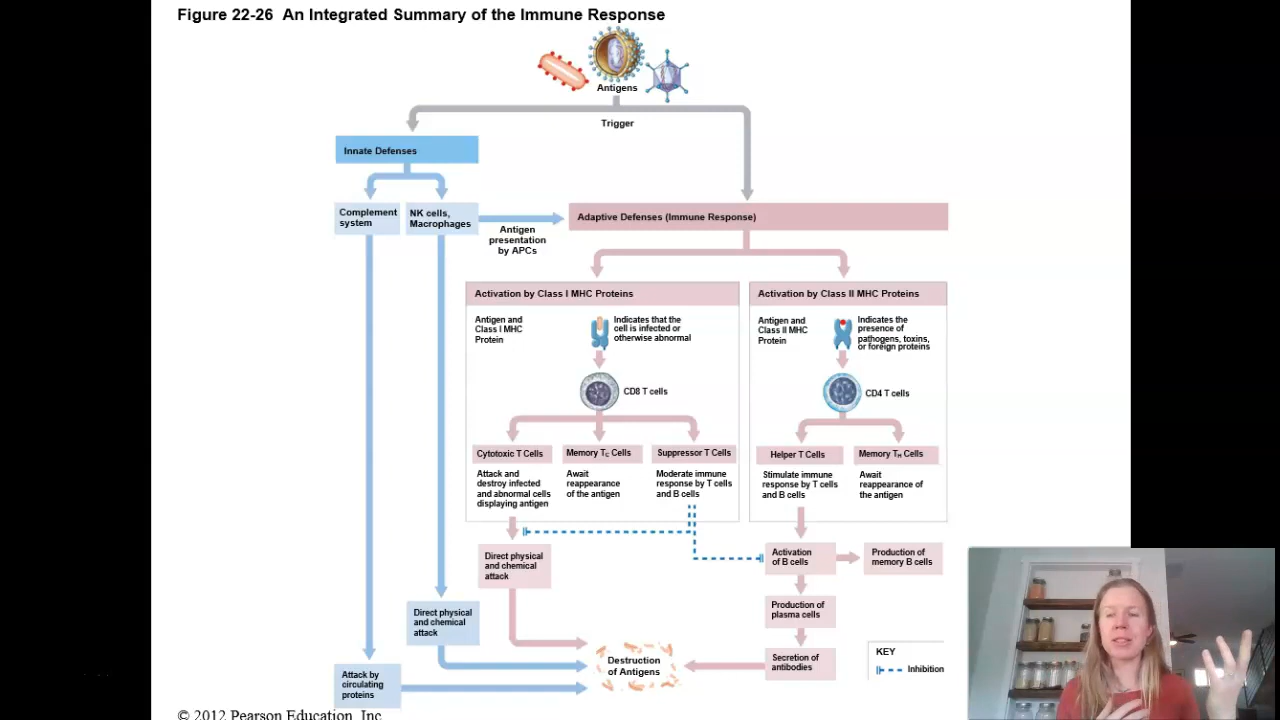 Figure 22-26 An Integrated Summary of the Immune Response
Antigens
Trigger
Innate Defenses
Complement
system
NK cells,
Macrophages
Antigen
presentation
by APCs
Adaptive Defenses (Immune Response)
Activation by Class I MHC Proteins
Antigen and
Class I MHC
Protein
Indicates that the
cell is infected or
otherwise abnormal
CD8 T cells
Cytotoxic T Cells
Attack and
destroy infected
and abnormal cells
displaying antigen
Memory TC Cells
Await
reappearance
of the antigen
Suppressor T Cells
Moderate immune
response by T cells
and B cells
Activation by Class II MHC Proteins
Antigen and
Class II MHC
Protein
Indicates the
presence of
pathogens, toxins,
or foreign proteins
CD4 T cells
Helper T Cells
Stimulate immune
response by T cells
and B cells
Memory TH Cells
Await
reappearance of
the antigen
Direct physical
and chemical
attack
Activation
of B cells
Production of
memory B cells
Production of
plasma cells
Secretion of
antibodies
Direct physical
and chemical
attack
Attack by
circulating
proteins
Destruction
of Antigens
KEY
Inhibition
© 2012 Pearson Education, Inc